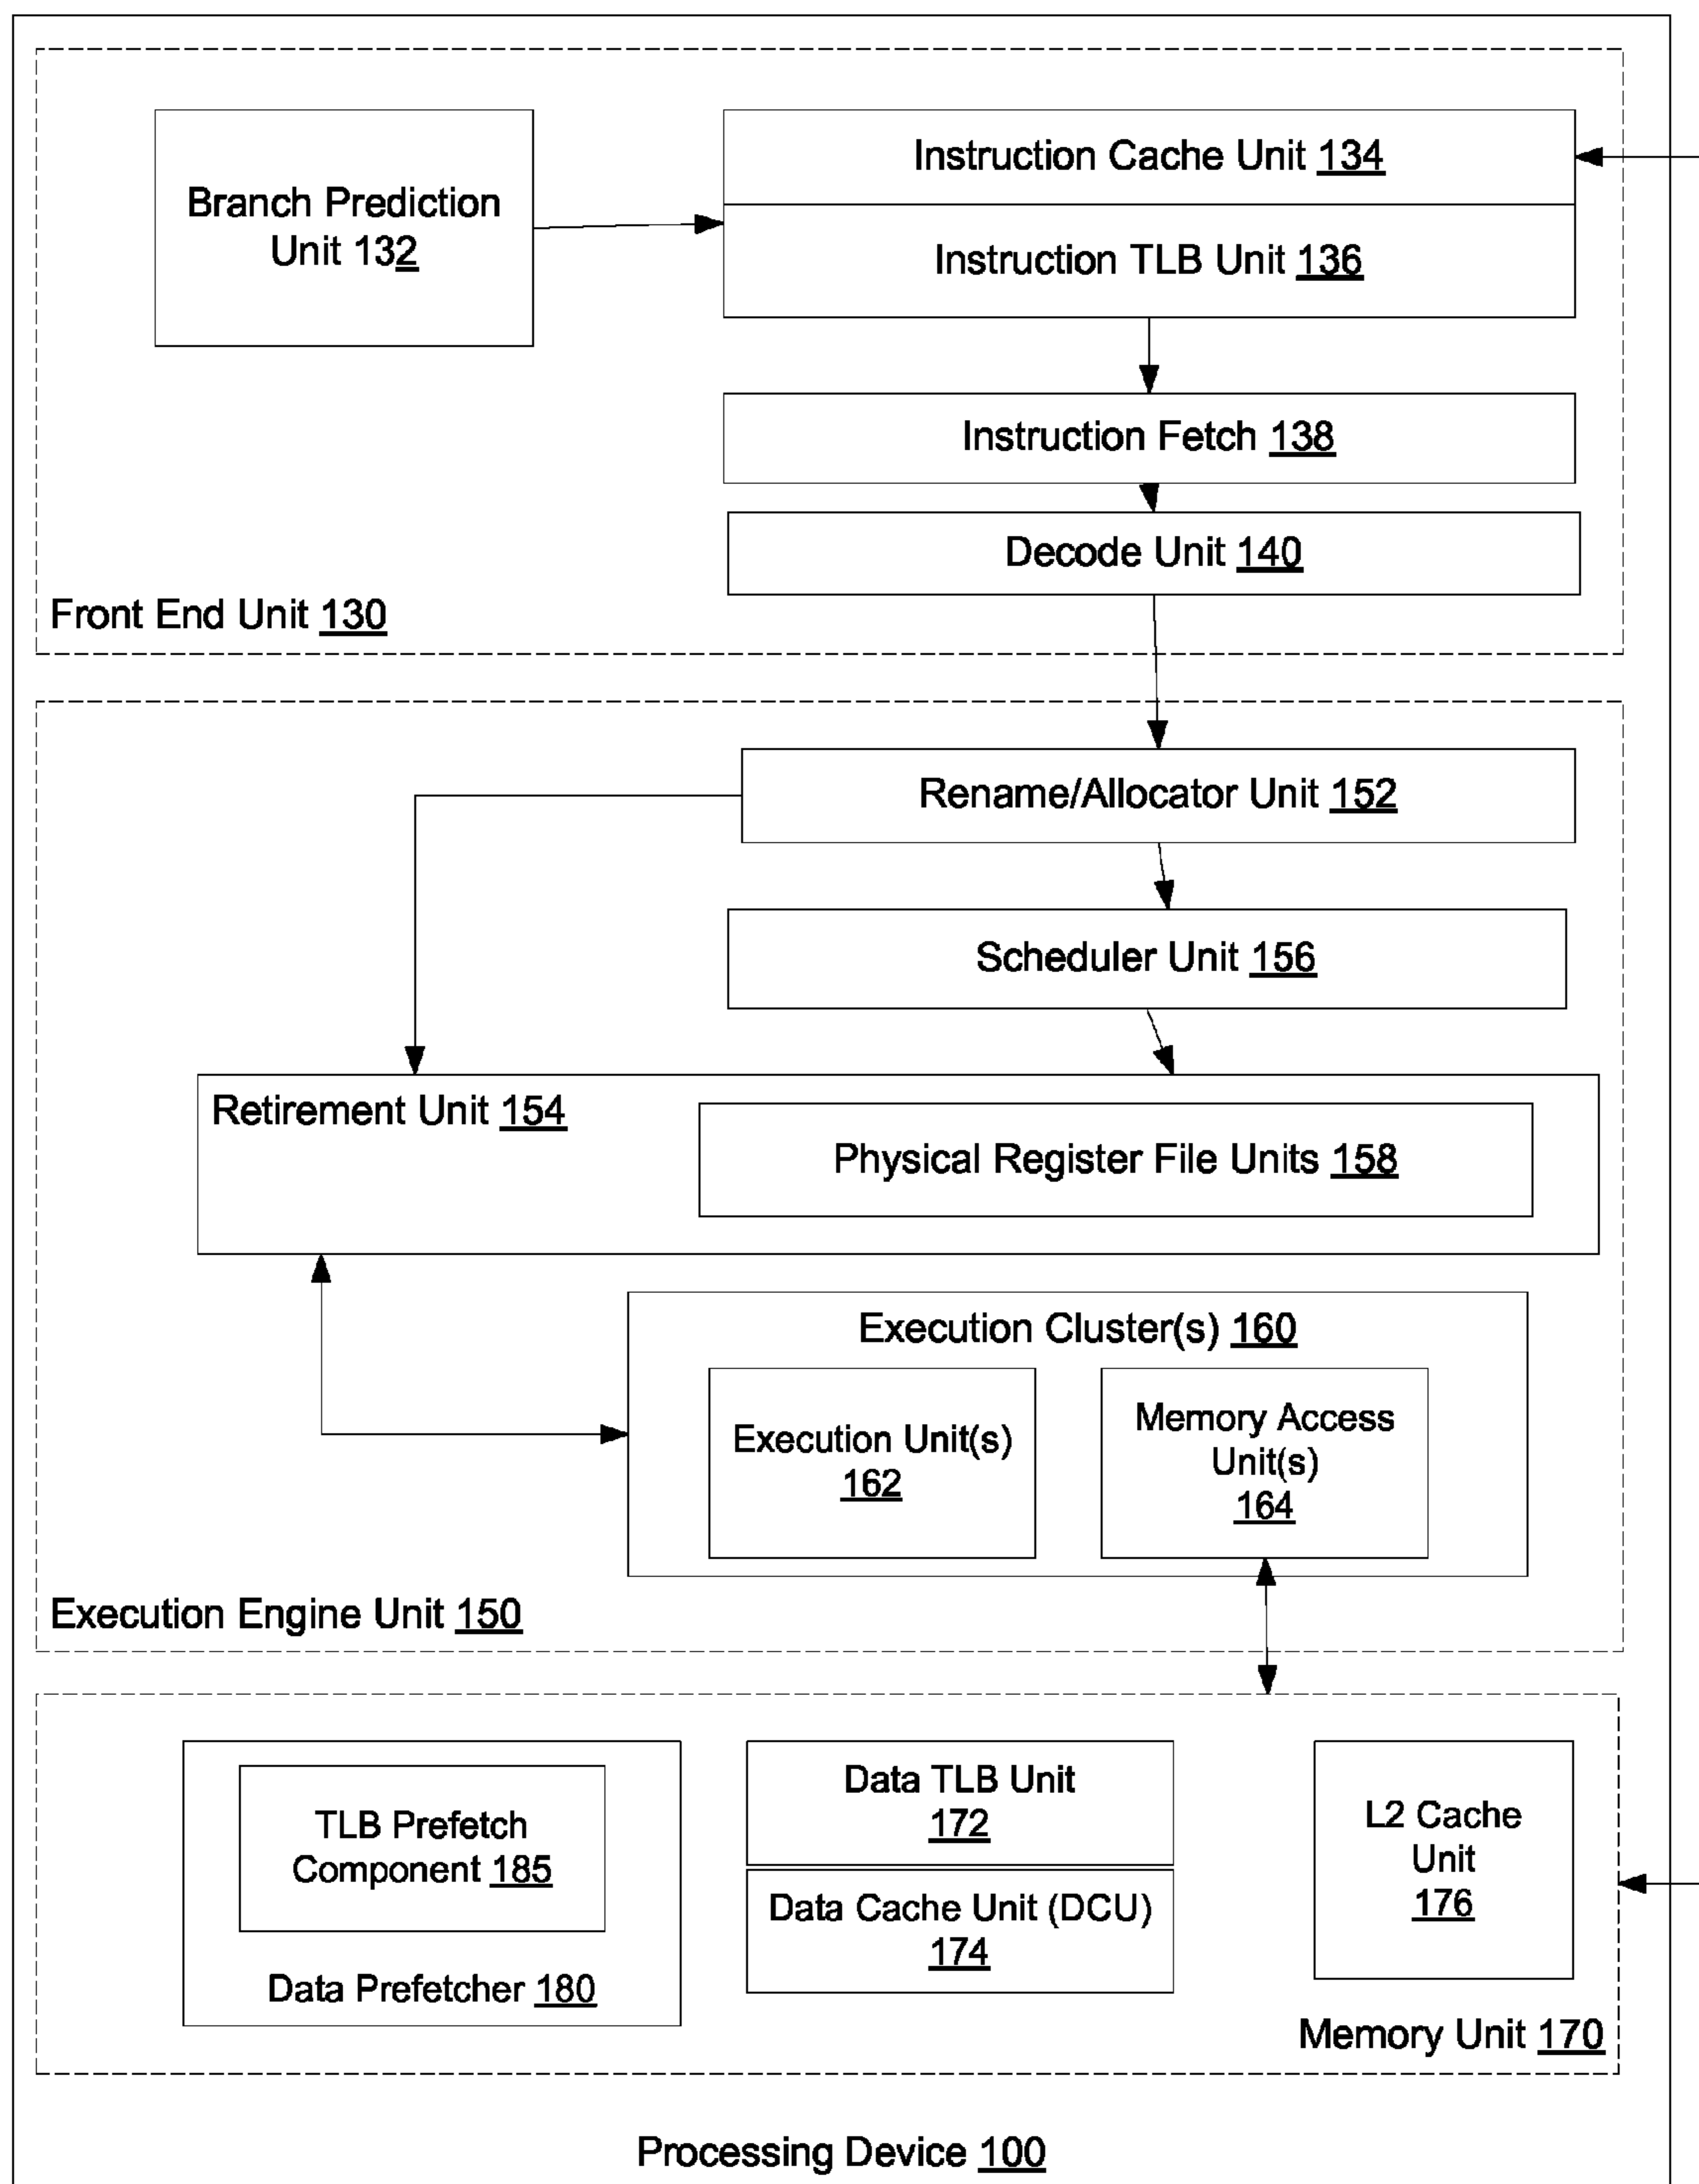 Branch Prediction
Unit 132
Instruction Cache Unit 134
Instruction TLB Unit 136
Instruction Fetch 138
Decode Unit 140
Front End Unit 130
Rename/Allocator Unit 152
Scheduler Unit 156
Retirement Unit 154
Physical Register File Units 158
Execution Cluster(s) 160
Execution Unit(s)
162
Memory Access
Unit(s)
164
Execution Engine Unit 150
TLB Prefetch
Component 185
Data Prefetcher 180
Data TLB Unit
172
Data Cache Unit (DCU)
174
L2 Cache
Unit
176
Memory Unit 170
Processing Device 100